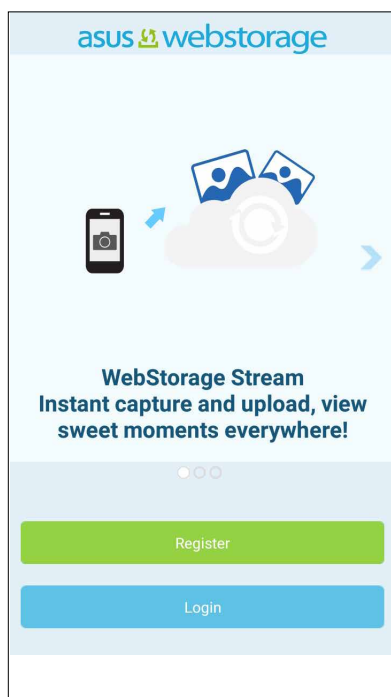 asus webstorage
WebStorage Stream
Instant capture and upload, view
sweet moments everywhere!
Register
Login